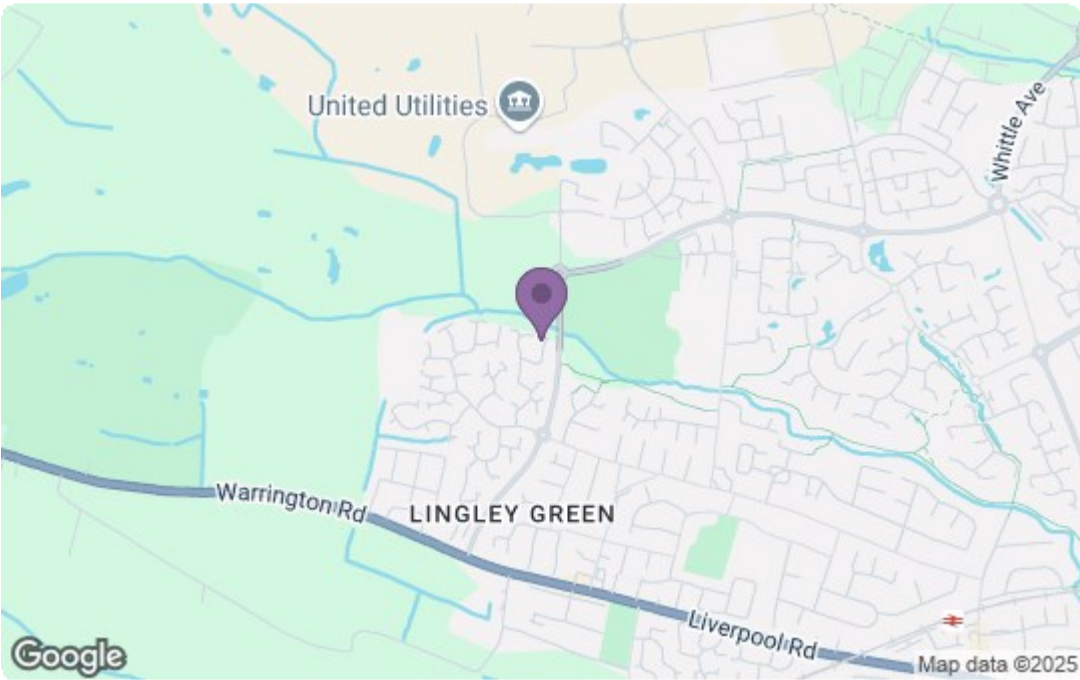 United Utilities
Whittle Ave
Warrington Rd
LINGLEY GREEN
Liverpool Rd
Google
Map data ©2025